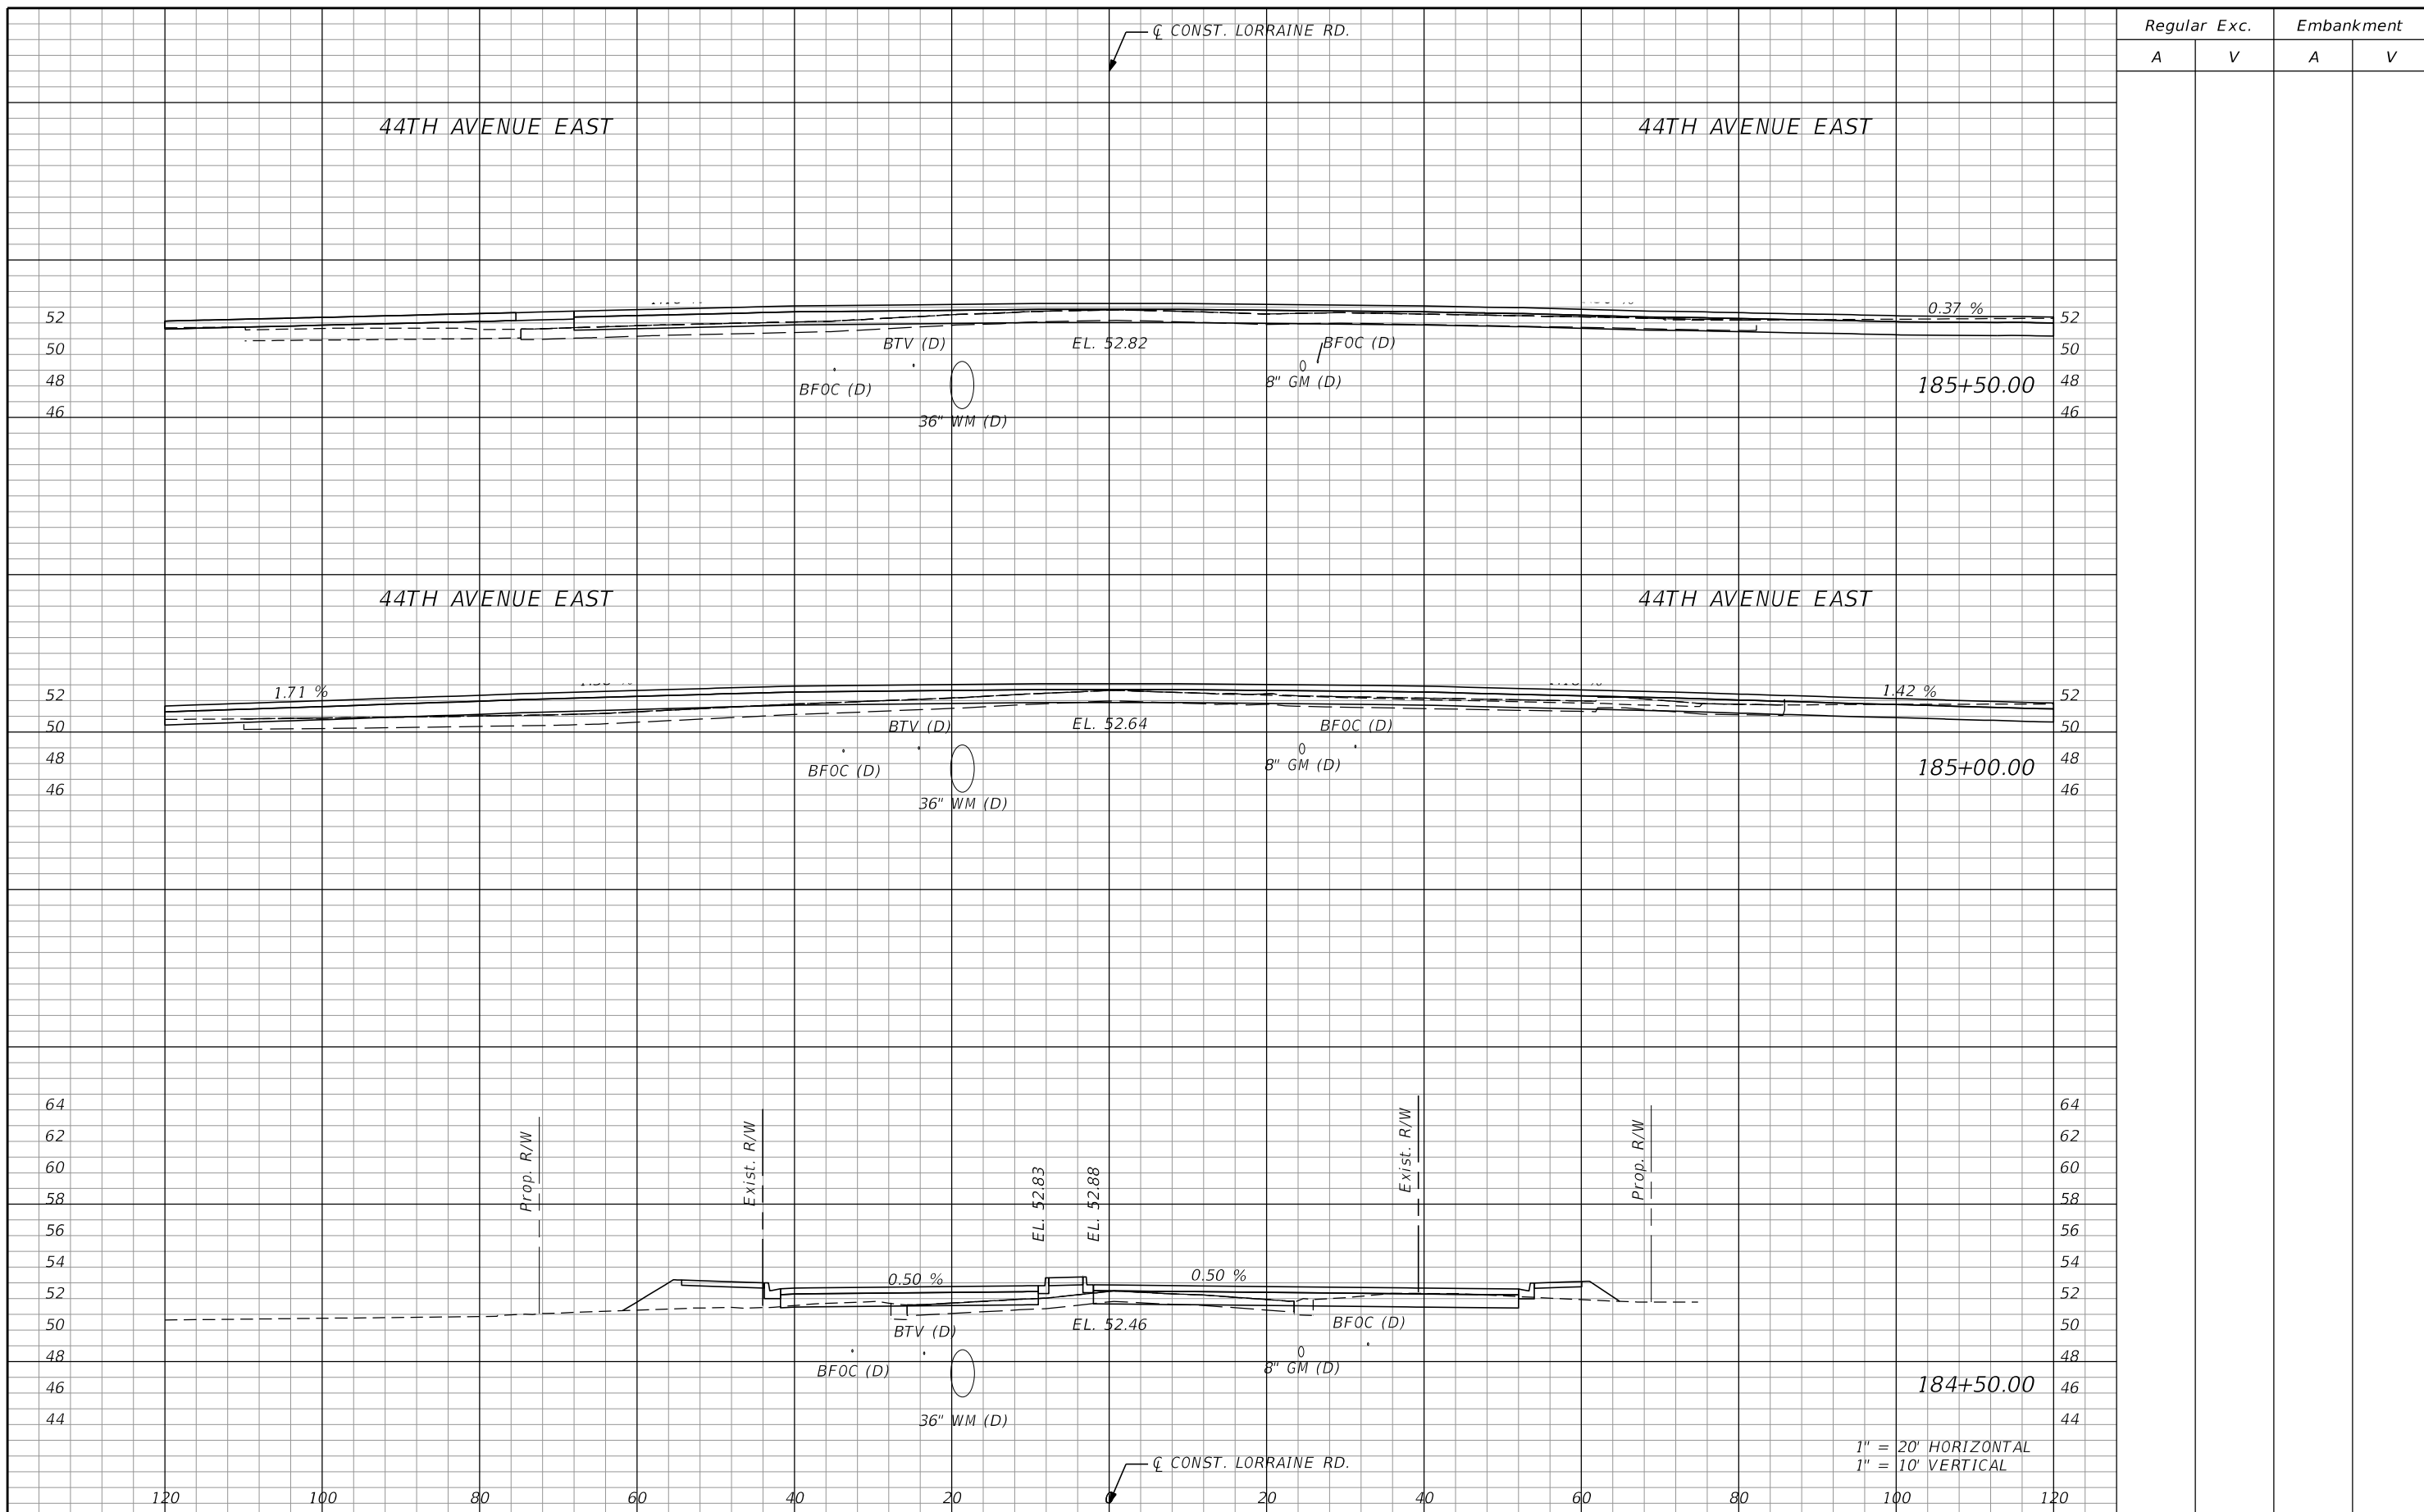 ℄ CONST. LORRAINE RD.
Regular Exc. Embankment
A V A V
44TH AVENUE EAST 44TH AVENUE EAST
0.37 %
52 52
BTV (D) EL. 52.82 BFOC (D)
50 50
BFOC (D) 8" GM (D) 185+50.00
48 48
46 46
36" WM (D)
44TH AVENUE EAST 44TH AVENUE EAST
1.71 % 1.42 %
52 52
BTV (D) EL. 52.64 BFOC (D)
50 50
BFOC (D) 8" GM (D) 185+00.00
48 48
46 46
36" WM (D)
64 64
62 62
60 60
58 58
56 56
54 54
52 52
50 50
48 48
46 46
44 44
Prop. R/W
Exist. R/W
EL. 52.83
EL. 52.88
Exist. R/W
Prop. R/W
0.50 % 0.50 %
BTV (D) EL. 52.46 BFOC (D)
BFOC (D) 8" GM (D)
184+50.00
36" WM (D)
1" = 20' HORIZONTAL
1" = 10' VERTICAL
℄ CONST. LORRAINE RD.
120 100 80 60 40 20 0 20 40 60 80 100 120